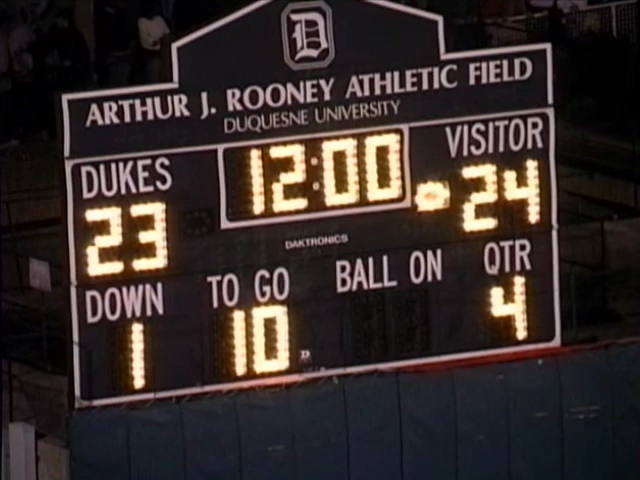 D
ARTHUR J. ROONEY ATHLETIC FIELD
DUQUESNE UNIVERSITY
DUKES 12:00 VISITOR
23 24
DAKTRONICS
DOWN TO GO BALL ON QTR
1 10 4
D